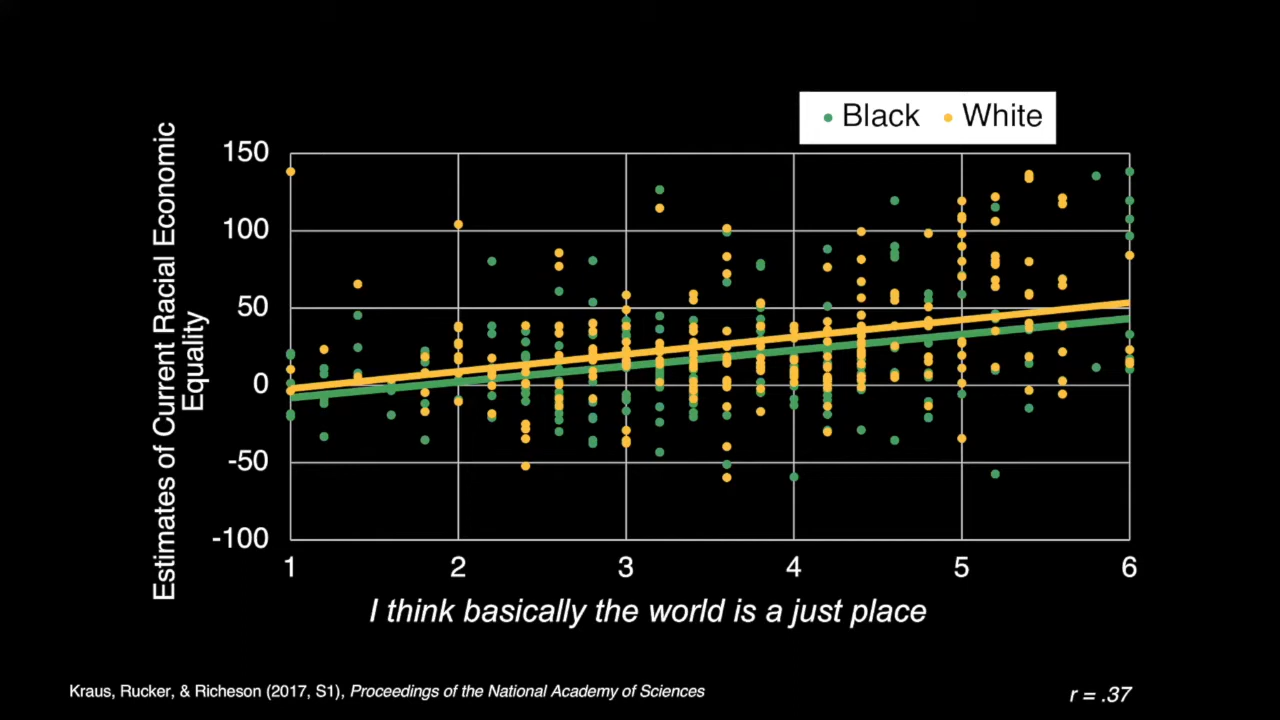 Black White
Estimates of Current Racial Economic
Equality
150
100
50
0
-50
-100
1 2 3 4 5 6
I think basically the world is a just place
Kraus, Rucker, & Richeson (2017, S1), Proceedings of the National Academy of Sciences
r = .37